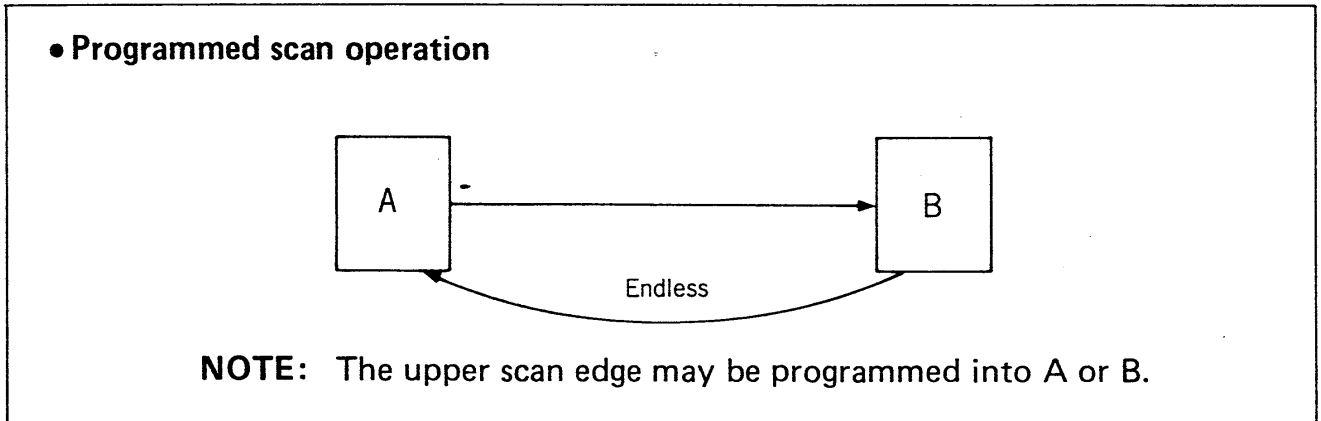 • Programmed scan operation
A
B
Endless
NOTE: The upper scan edge may be programmed into A or B.